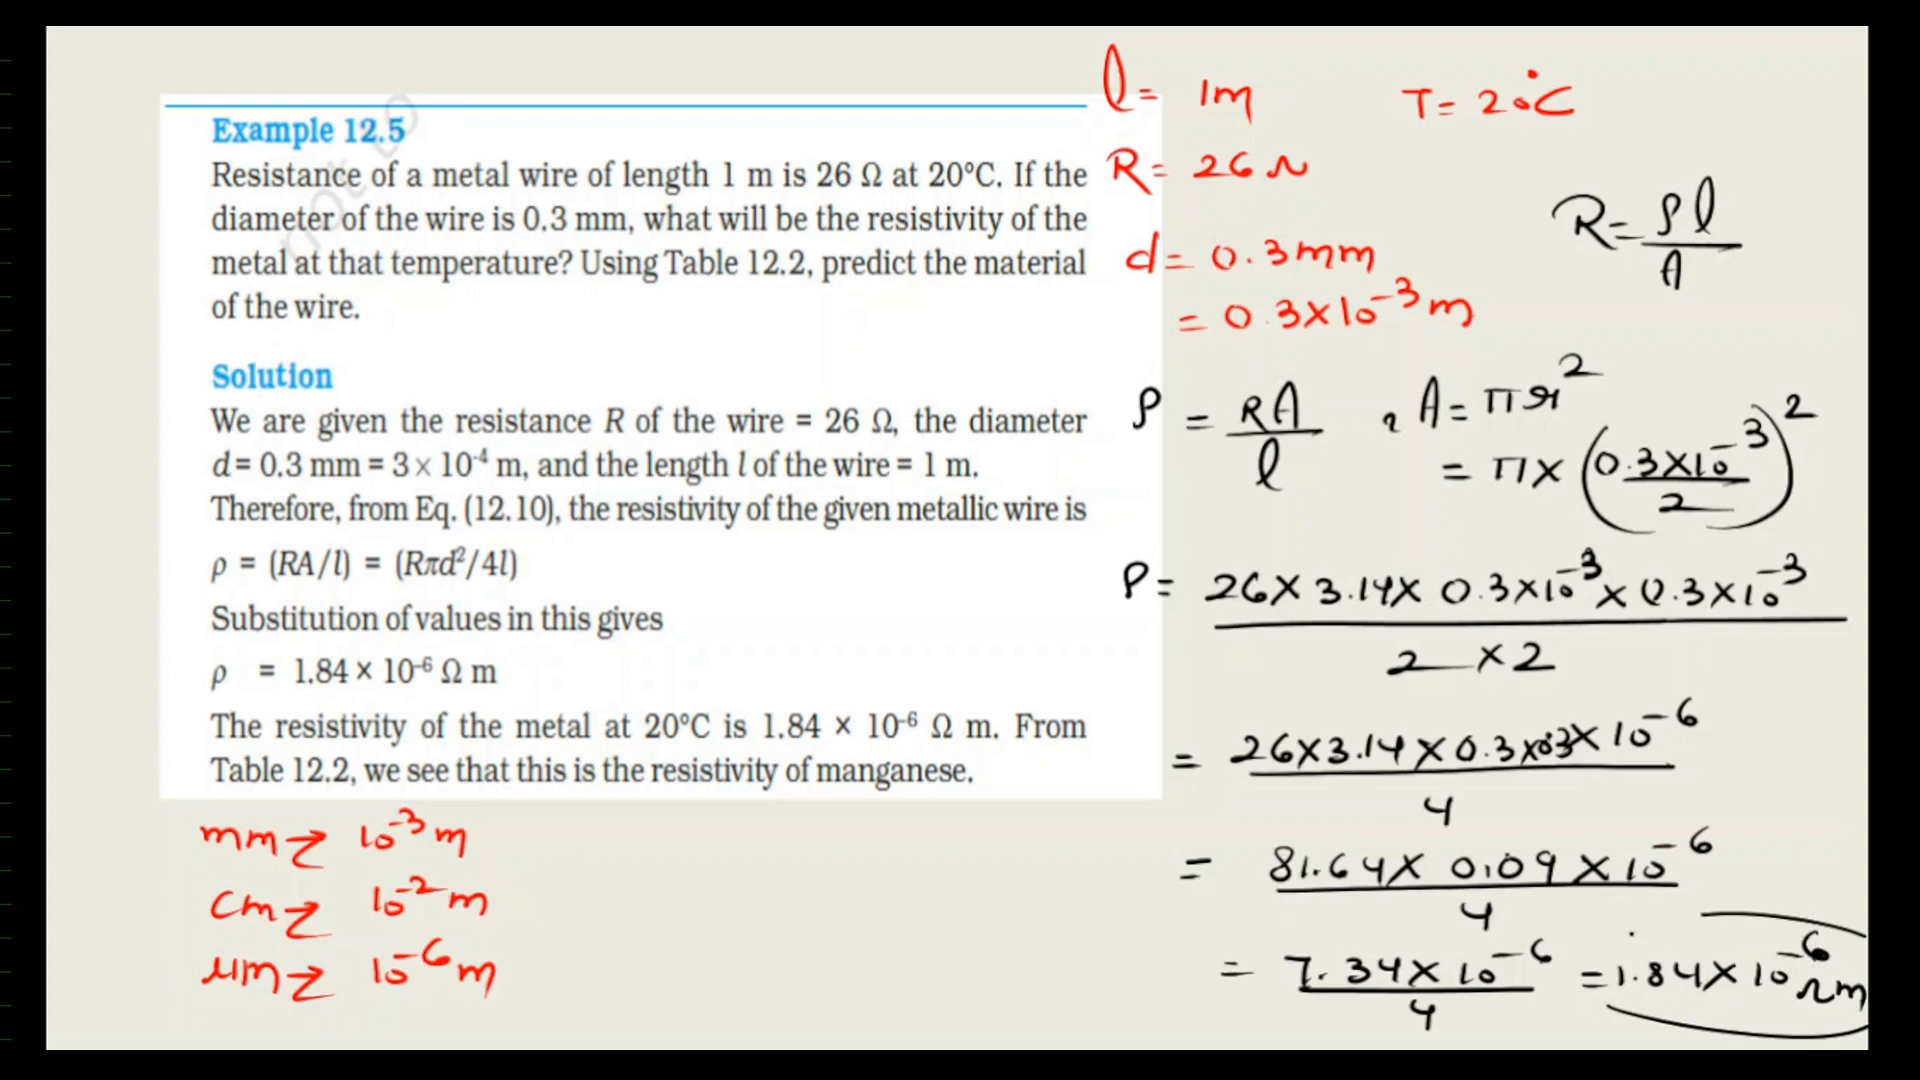 Example 12.5
Resistance of a metal wire of length 1 m is 26 Ω at 20°C. If the
diameter of the wire is 0.3 mm, what will be the resistivity of the
metal at that temperature? Using Table 12.2, predict the material
of the wire.
Solution
We are given the resistance R of the wire = 26 Ω, the diameter
d = 0.3 mm = 3 × 10⁻⁴ m, and the length l of the wire = 1 m.
Therefore, from Eq. (12.10), the resistivity of the given metallic wire is
ρ = (RA/l) = (Rπd²/4l)
Substitution of values in this gives
ρ = 1.84 × 10⁻⁶ Ω m
The resistivity of the metal at 20°C is 1.84 × 10⁻⁶ Ω m. From
Table 12.2, we see that this is the resistivity of manganese.
not to
mm → 10⁻³ m
cm → 10⁻² m
μm → 10⁻⁶ m
l = 1m T = 20°C
R = 26 Ω
R = ρl/A
d = 0.3 mm
= 0.3×10⁻³ m
ρ = RA/l , A = πr²
= π × (0.3×10⁻³/2)²
ρ = 26 × 3.14 × 0.3×10⁻³ × 0.3×10⁻³ / 2 × 2
= 26×3.14×0.3×0.3×10⁻⁶ / 4
= 81.64 × 0.09 × 10⁻⁶ / 4
= 7.34 × 10⁻⁶ / 4 = 1.84 × 10⁻⁶ Ωm